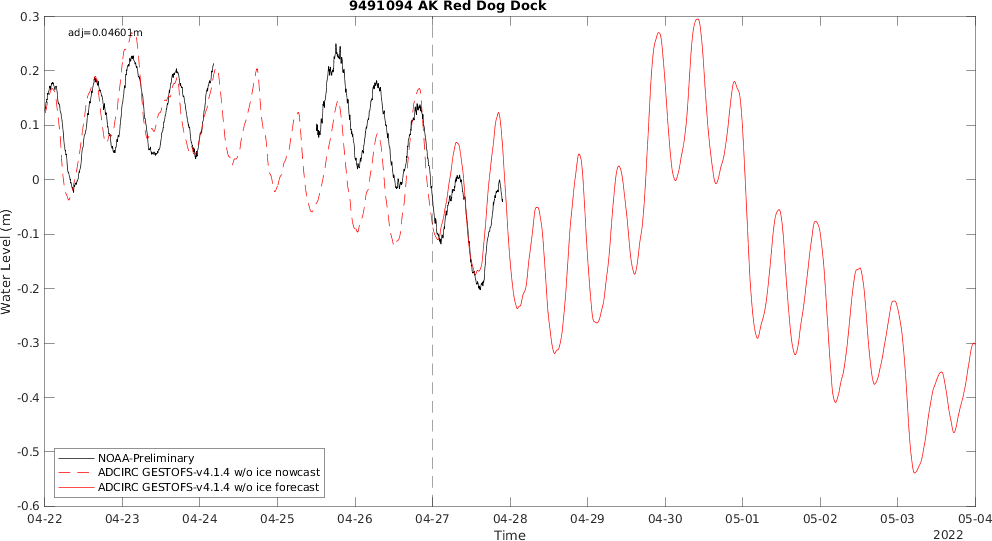 9491094 AK Red Dog Dock
adj=0.04601m
0.3
0.2
0.1
0
-0.1
-0.2
-0.3
-0.4
-0.5
-0.6
Water Level (m)
NOAA-Preliminary
ADCIRC GESTOFS-v4.1.4 w/o ice nowcast
ADCIRC GESTOFS-v4.1.4 w/o ice forecast
04-22 04-23 04-24 04-25 04-26 04-27 04-28 04-29 04-30 05-01 05-02 05-03 05-04
Time
2022